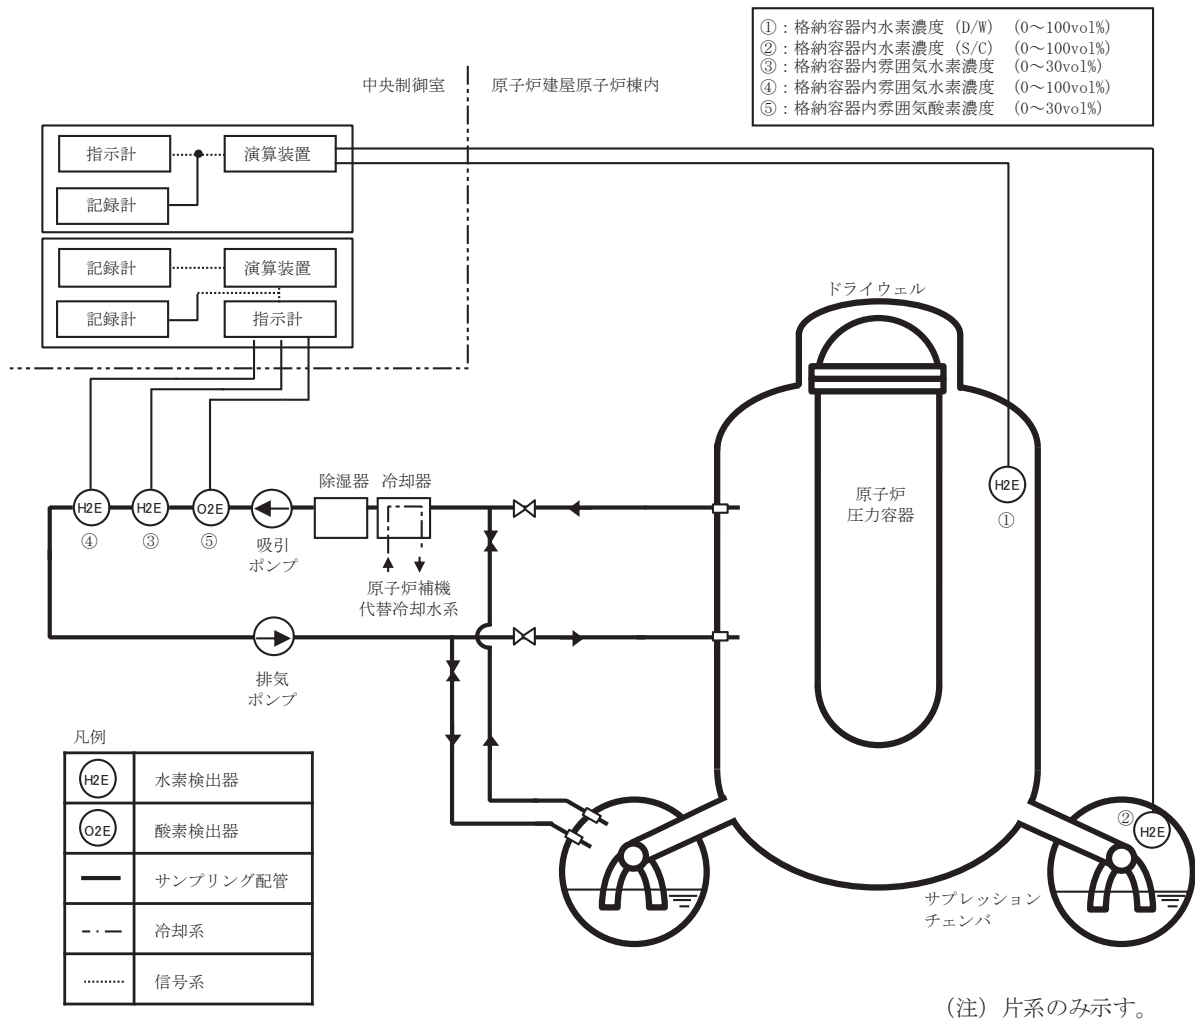 ①：格納容器内水素濃度（D/W）（0～100vol%）
②：格納容器内水素濃度（S/C）（0～100vol%）
③：格納容器内雰囲気水素濃度 （0～30vol%）
④：格納容器内雰囲気水素濃度 （0～100vol%）
⑤：格納容器内雰囲気酸素濃度 （0～30vol%）
中央制御室
原子炉建屋原子炉棟内
指示計
演算装置
記録計
記録計
演算装置
記録計
指示計
ドライウェル
原子炉
圧力容器
H2E
①
除湿器
冷却器
H2E
H2E
O2E
④
③
⑤
吸引
ポンプ
原子炉補機
代替冷却水系
排気
ポンプ
凡例
H2E
水素検出器
O2E
酸素検出器
サンプリング配管
冷却系
信号系
②
H2E
サプレッション
チェンバ
（注）片系のみ示す。